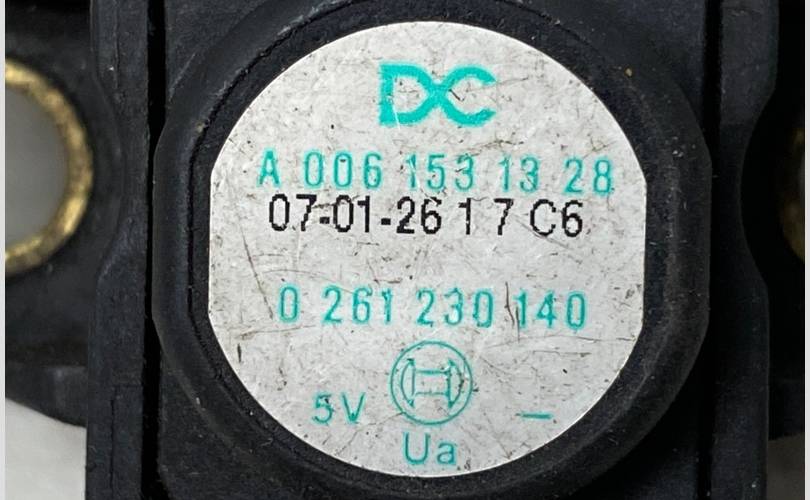 DC
A 006 153 13 28
07-01-26 1 7 C6
0 261 230 140
5V –
Ua